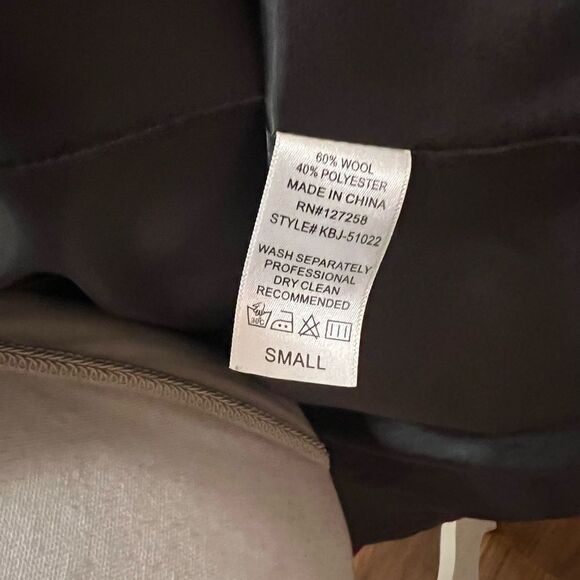 60% WOOL
40% POLYESTER
MADE IN CHINA
RN#127258
STYLE# KBJ-51022
WASH SEPARATELY
PROFESSIONAL
DRY CLEAN
RECOMMENDED
30°C
SMALL